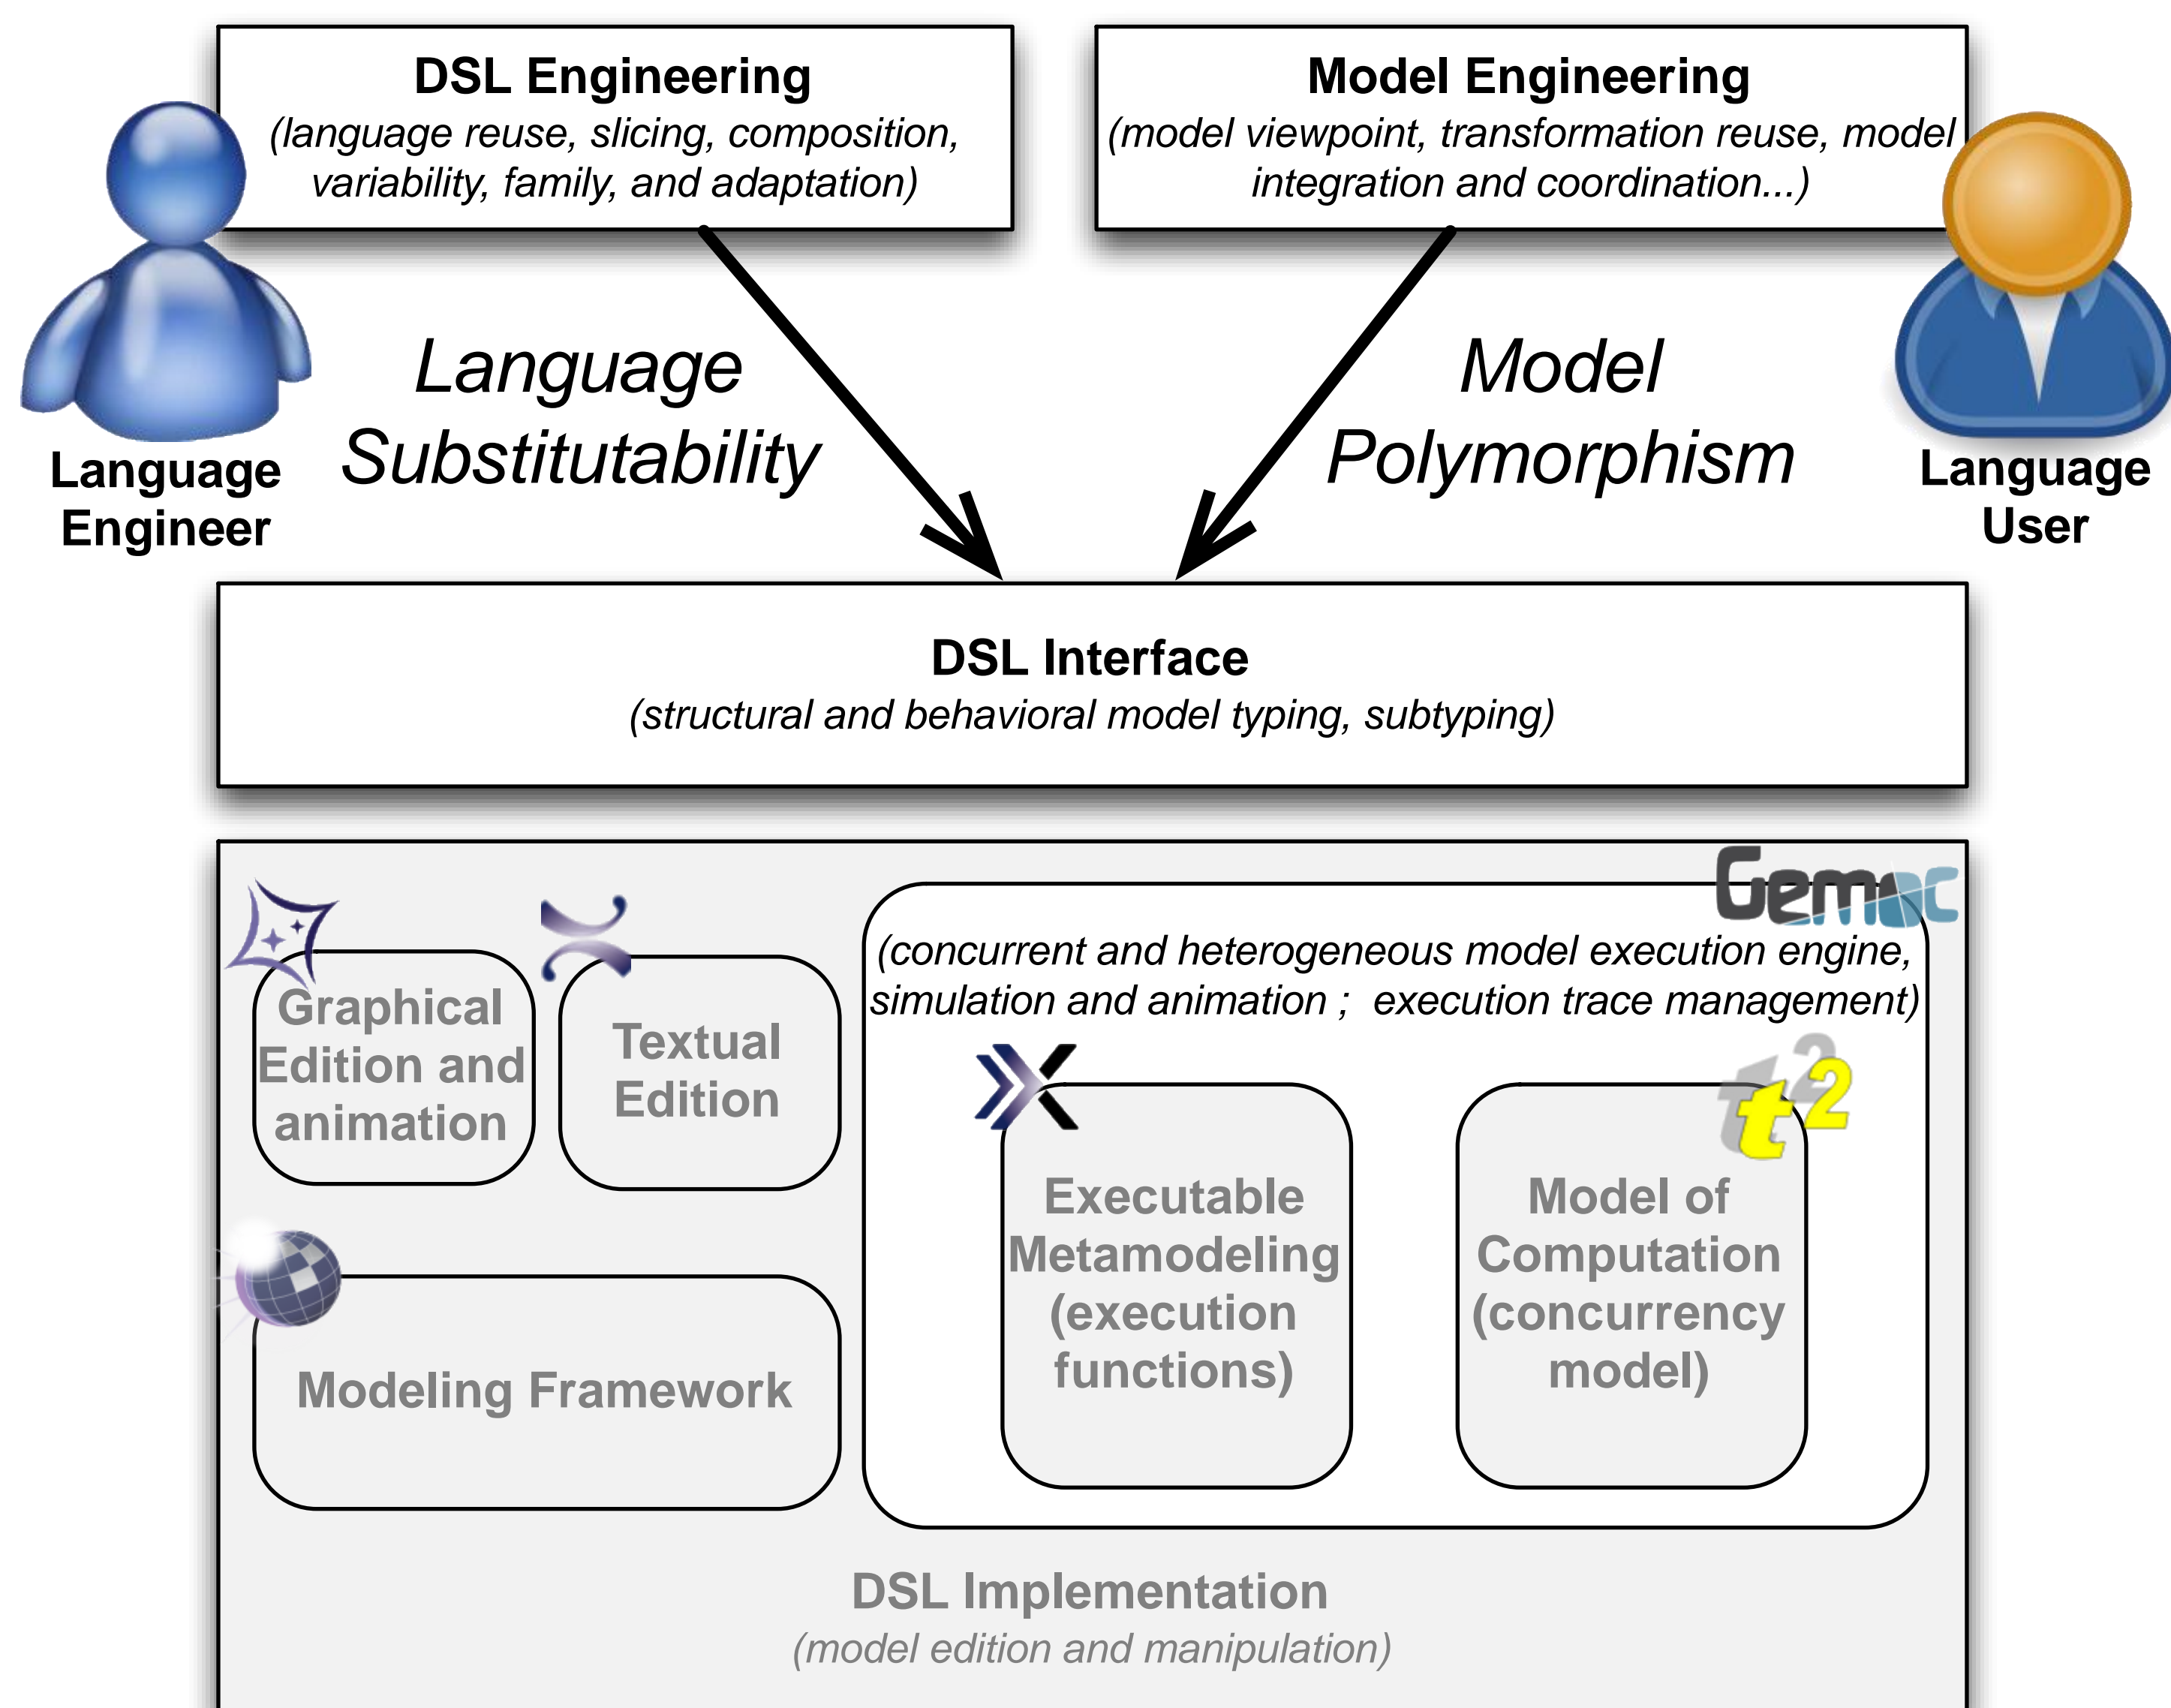 DSL Engineering
(language reuse, slicing, composition,
variability, family, and adaptation)
Model Engineering
(model viewpoint, transformation reuse, model
integration and coordination...)
Language
Engineer
Language
Substitutability
Model
Polymorphism
Language
User
DSL Interface
(structural and behavioral model typing, subtyping)
Gemoc
(concurrent and heterogeneous model execution engine,
simulation and animation ; execution trace management)
Graphical
Edition and
animation
Textual
Edition
t2
Executable
Metamodeling
(execution
functions)
Model of
Computation
(concurrency
model)
Modeling Framework
DSL Implementation
(model edition and manipulation)